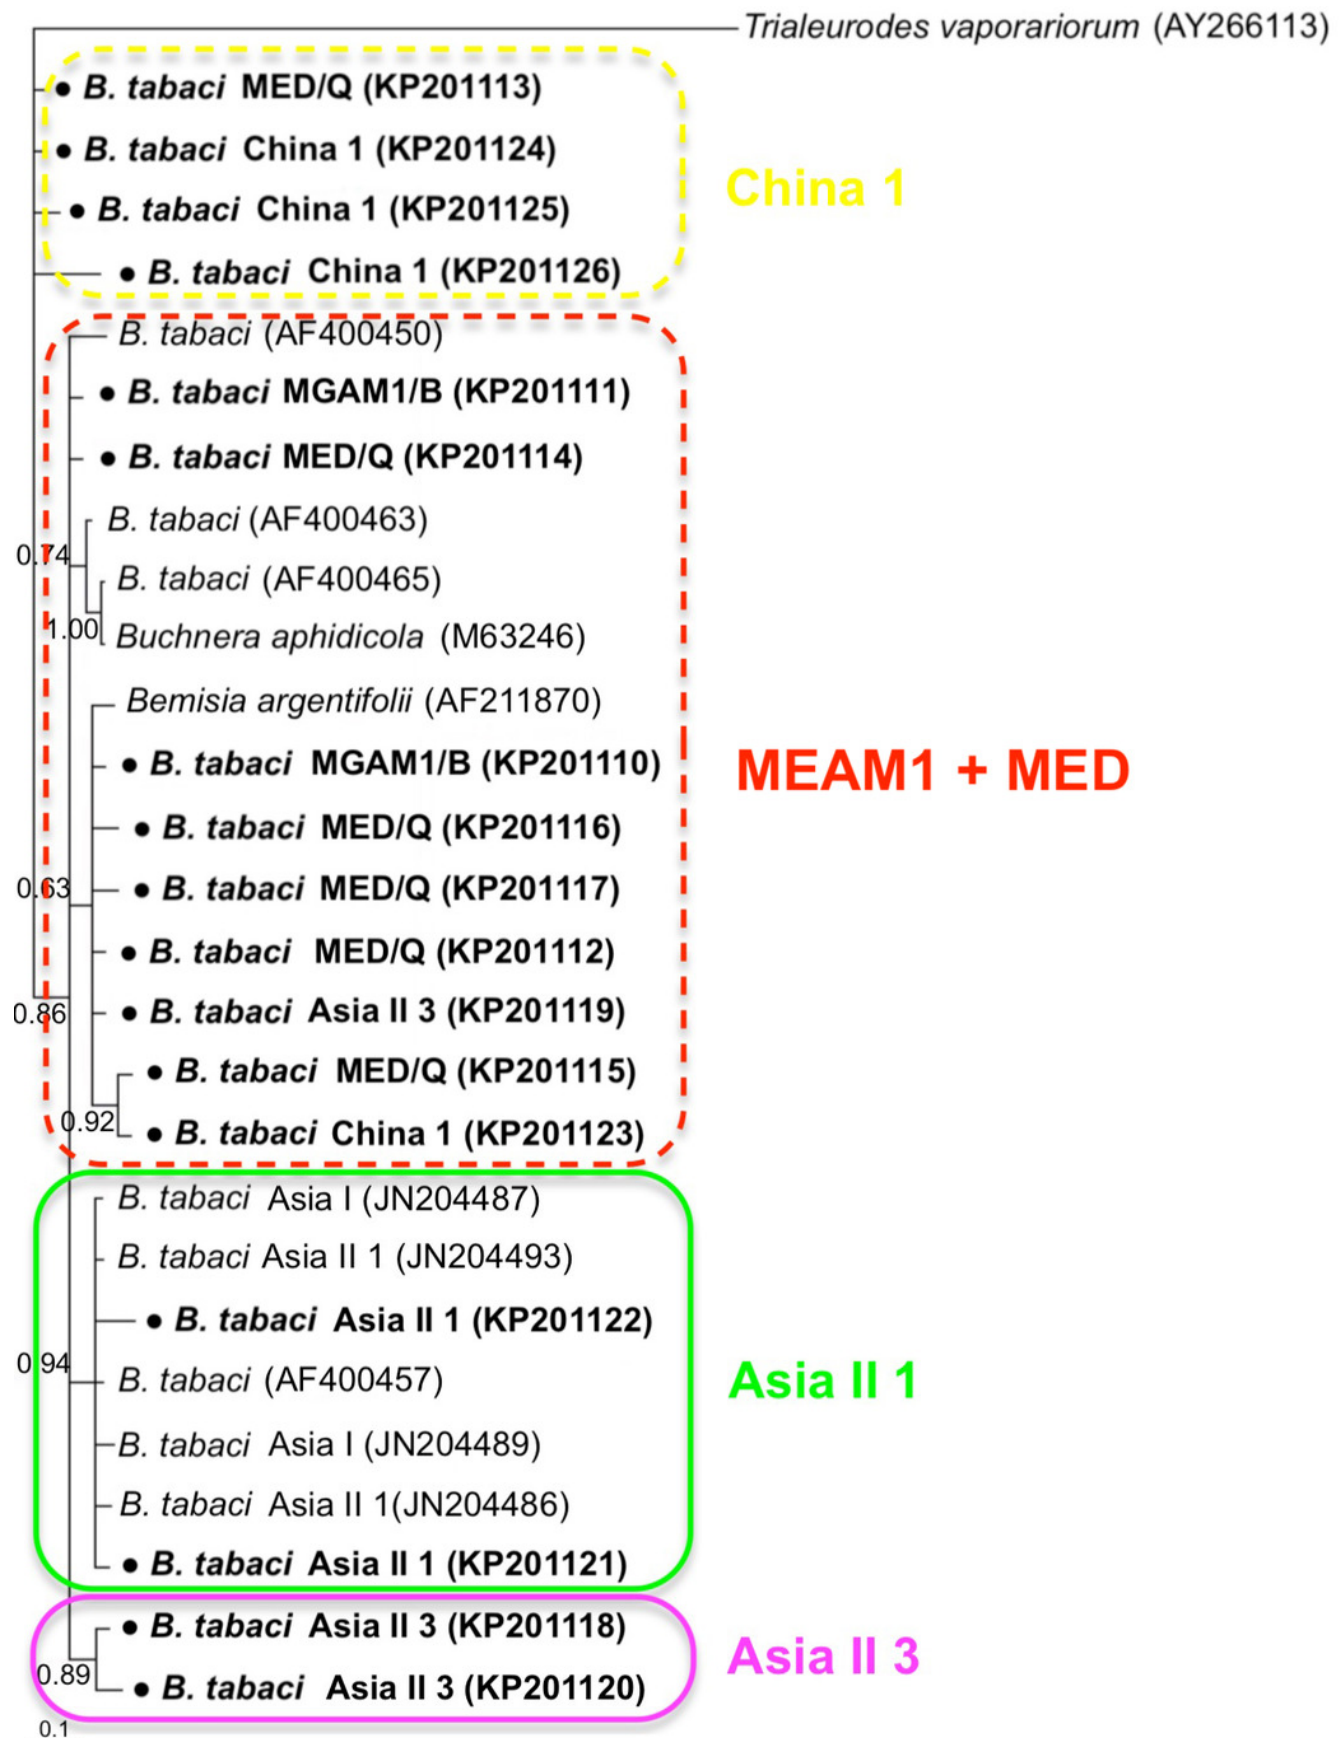 Trialeurodes vaporariorum (AY266113)
B. tabaci MED/Q (KP201113)
B. tabaci China 1 (KP201124)
China 1
B. tabaci China 1 (KP201125)
B. tabaci China 1 (KP201126)
B. tabaci (AF400450)
B. tabaci MGAM1/B (KP201111)
B. tabaci MED/Q (KP201114)
B. tabaci (AF400463)
0.74
B. tabaci (AF400465)
1.00
Buchnera aphidicola (M63246)
Bemisia argentifolii (AF211870)
B. tabaci MGAM1/B (KP201110)
MEAM1 + MED
B. tabaci MED/Q (KP201116)
0.63
B. tabaci MED/Q (KP201117)
B. tabaci MED/Q (KP201112)
0.86
B. tabaci Asia II 3 (KP201119)
B. tabaci MED/Q (KP201115)
0.92
B. tabaci China 1 (KP201123)
B. tabaci Asia I (JN204487)
B. tabaci Asia II 1 (JN204493)
B. tabaci Asia II 1 (KP201122)
0.94
B. tabaci (AF400457)
Asia II 1
B. tabaci Asia I (JN204489)
B. tabaci Asia II 1(JN204486)
B. tabaci Asia II 1 (KP201121)
B. tabaci Asia II 3 (KP201118)
Asia II 3
0.89
B. tabaci Asia II 3 (KP201120)
0.1